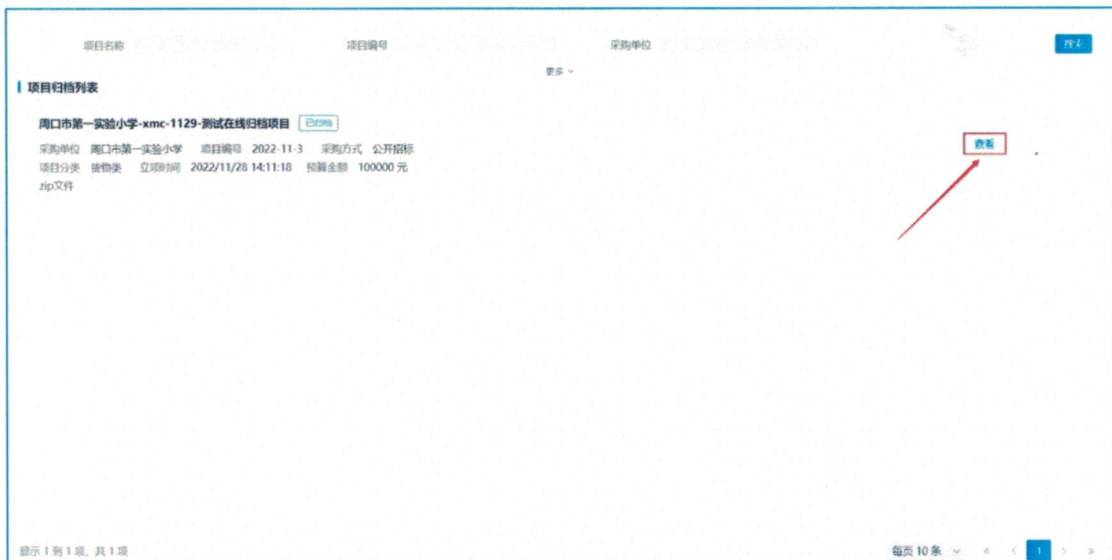 项目名称 项目编号 采购单位 搜索
更多
项目归档列表
周口市第一实验小学-xmc-1129-测试在线归档项目 已归档
采购单位 周口市第一实验小学 项目编号 2022-11-3 采购方式 公开招标
查看
项目分类 货物类 立项时间 2022/11/28 14:11:18 预算金额 100000 元
zip文件
显示 1 到 1 项, 共 1 项 每页 10 条 « ‹ 1 › »